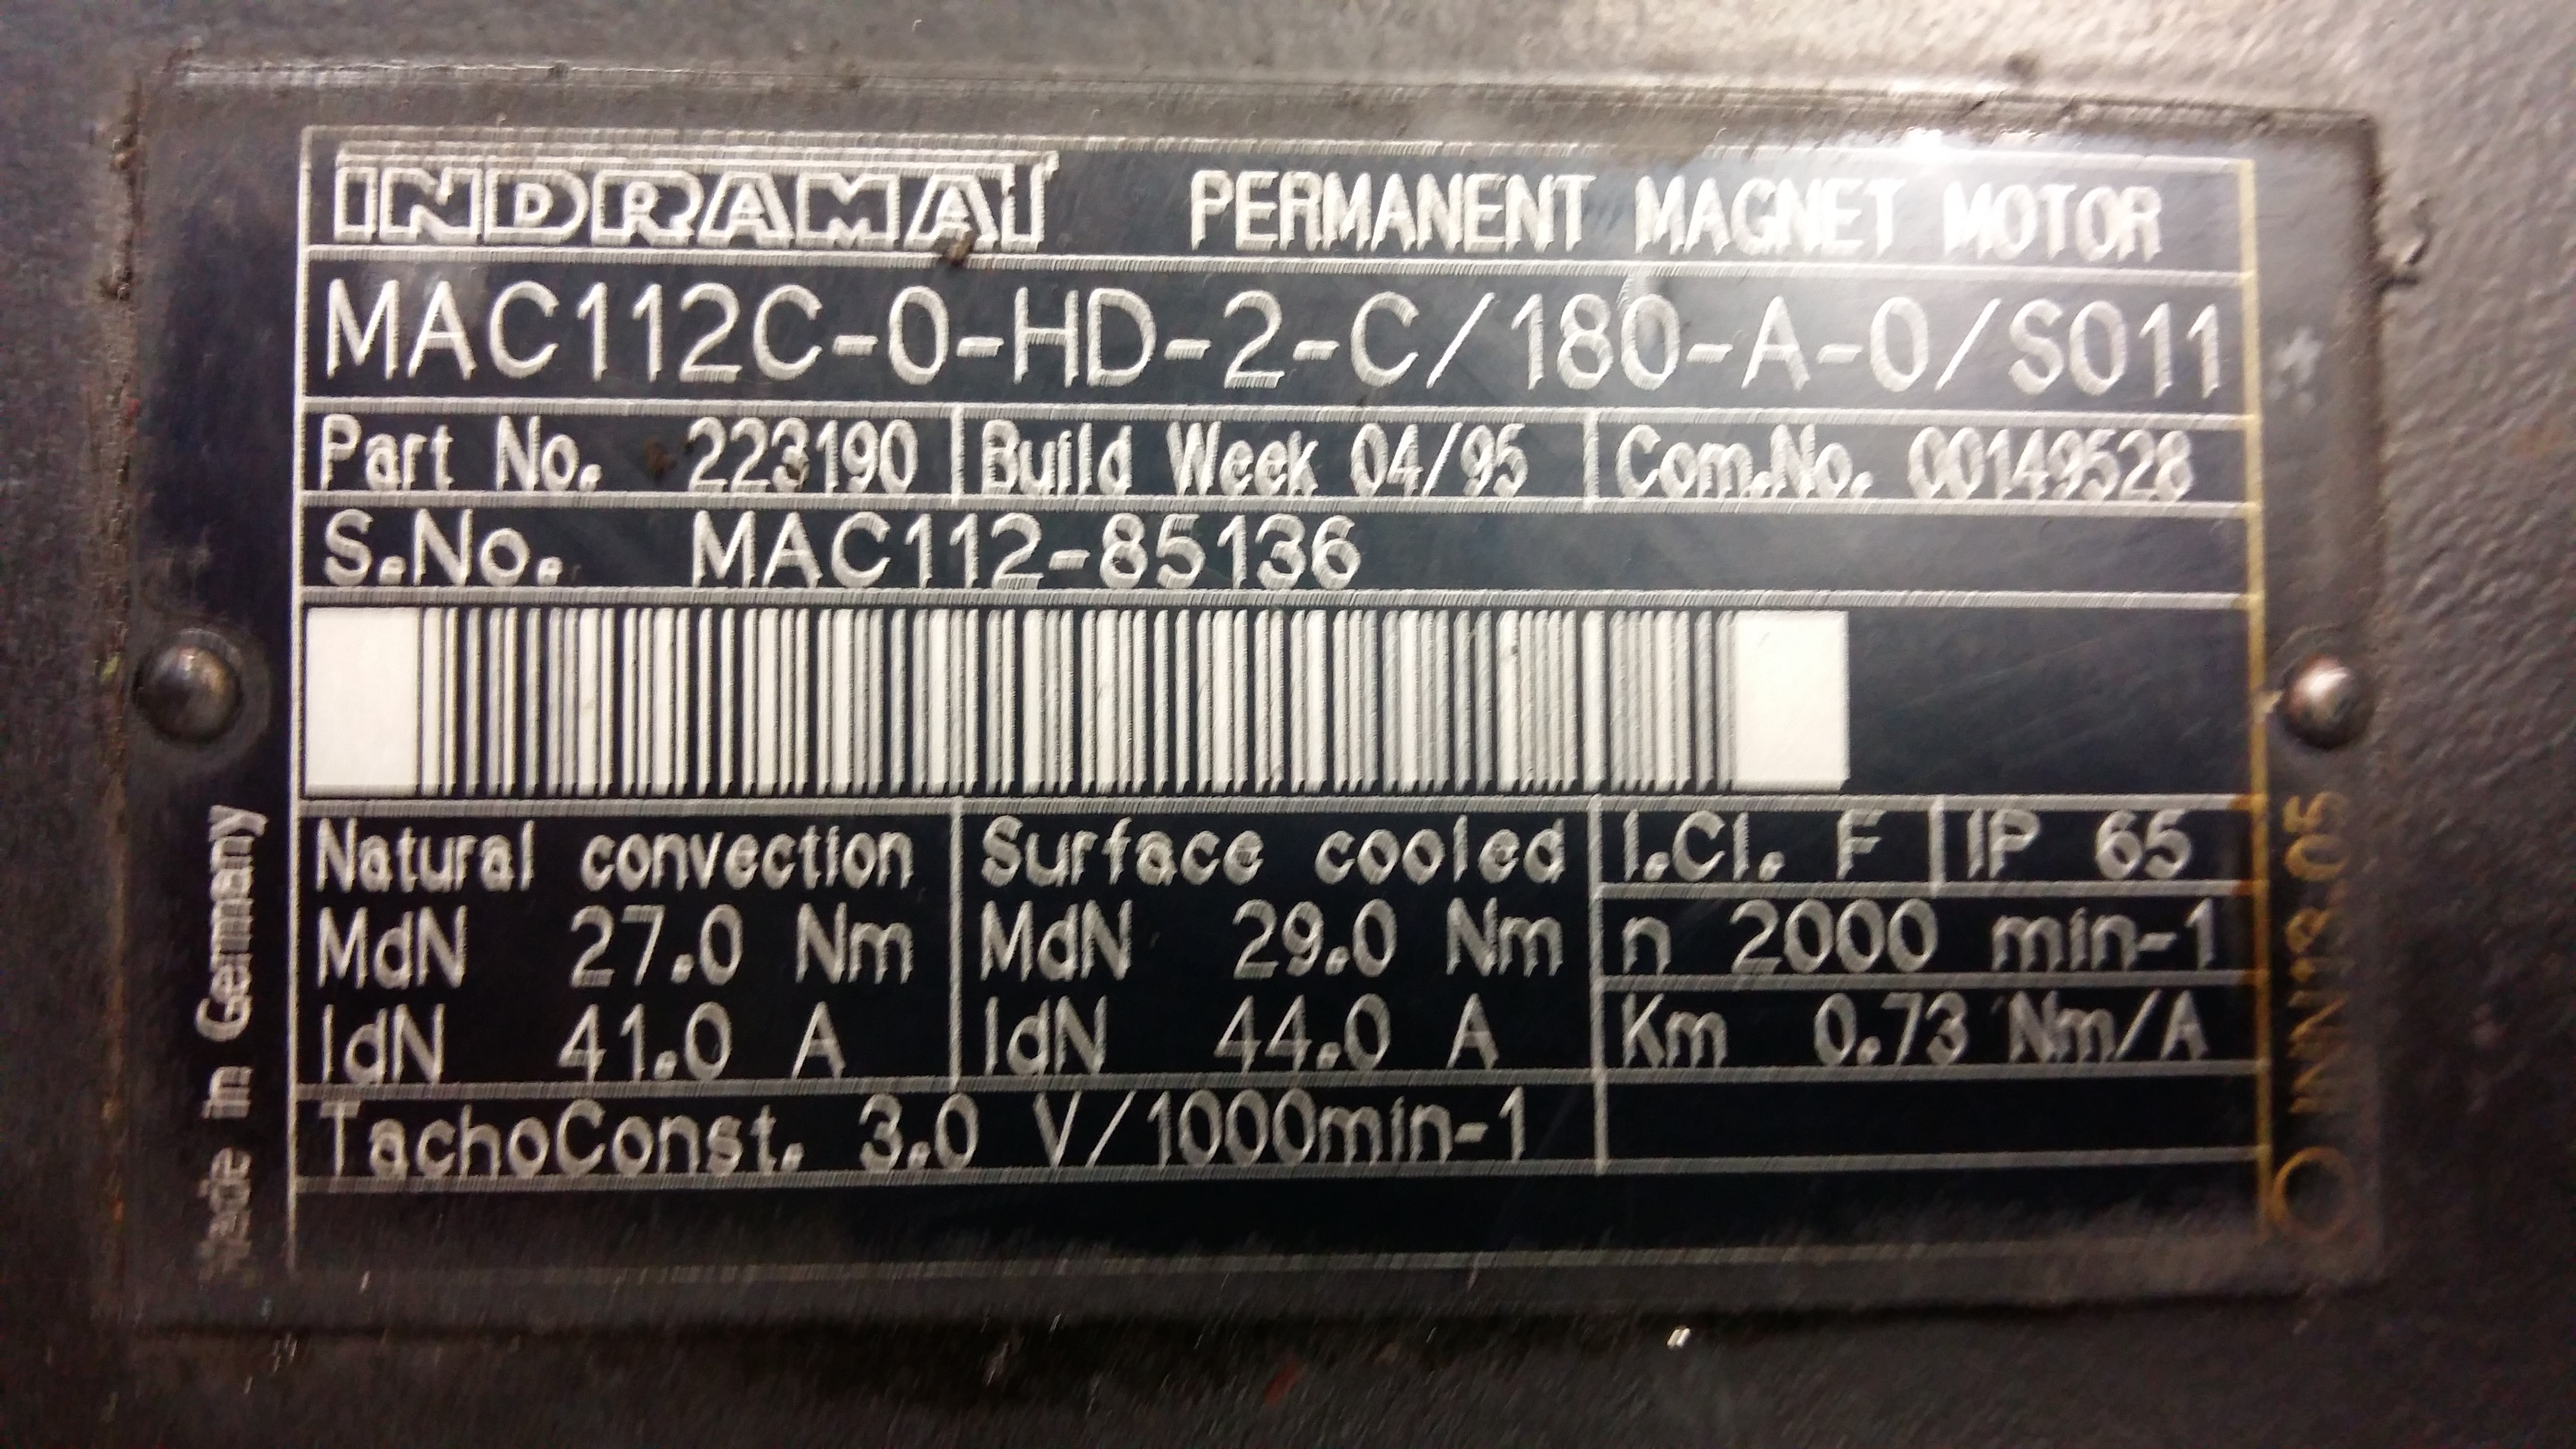 INDRAMAT PERMANENT MAGNET MOTOR
MAC112C-0-HD-2-C/180-A-0/S011
Part No. 223190 Build Week 04/95 Com.No. 00149528
S.No. MAC112-85136
Natural convection
MdN 27.0 Nm
IdN 41.0 A
Surface cooled
MdN 29.0 Nm
IdN 44.0 A
I.Cl. F IP 65
n 2000 min-1
Km 0.73 Nm/A
TachoConst. 3.0 V/1000min-1
Made in Germany
INN13.05